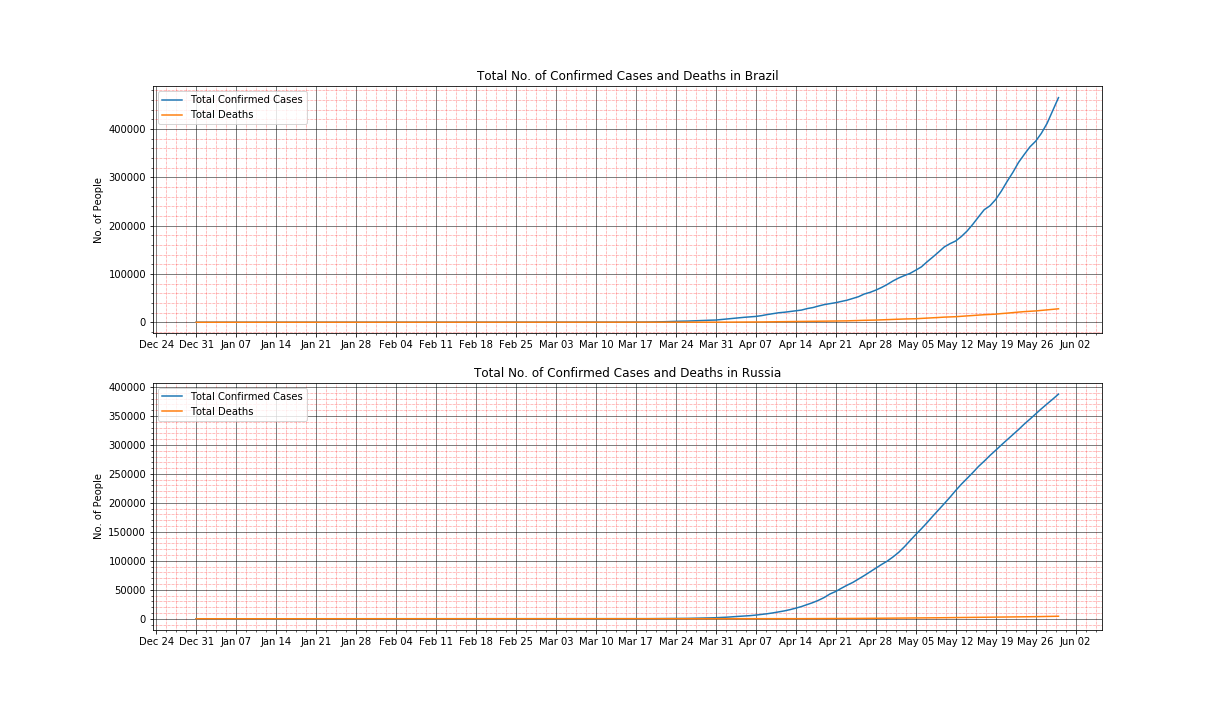 Total No. of Confirmed Cases and Deaths in Brazil
Total Confirmed Cases
Total Deaths
400000
300000
200000
100000
0
No. of People
Dec 24 Dec 31 Jan 07 Jan 14 Jan 21 Jan 28 Feb 04 Feb 11 Feb 18 Feb 25 Mar 03 Mar 10 Mar 17 Mar 24 Mar 31 Apr 07 Apr 14 Apr 21 Apr 28 May 05 May 12 May 19 May 26 Jun 02
Total No. of Confirmed Cases and Deaths in Russia
Total Confirmed Cases
Total Deaths
400000
350000
300000
250000
200000
150000
100000
50000
0
No. of People
Dec 24 Dec 31 Jan 07 Jan 14 Jan 21 Jan 28 Feb 04 Feb 11 Feb 18 Feb 25 Mar 03 Mar 10 Mar 17 Mar 24 Mar 31 Apr 07 Apr 14 Apr 21 Apr 28 May 05 May 12 May 19 May 26 Jun 02